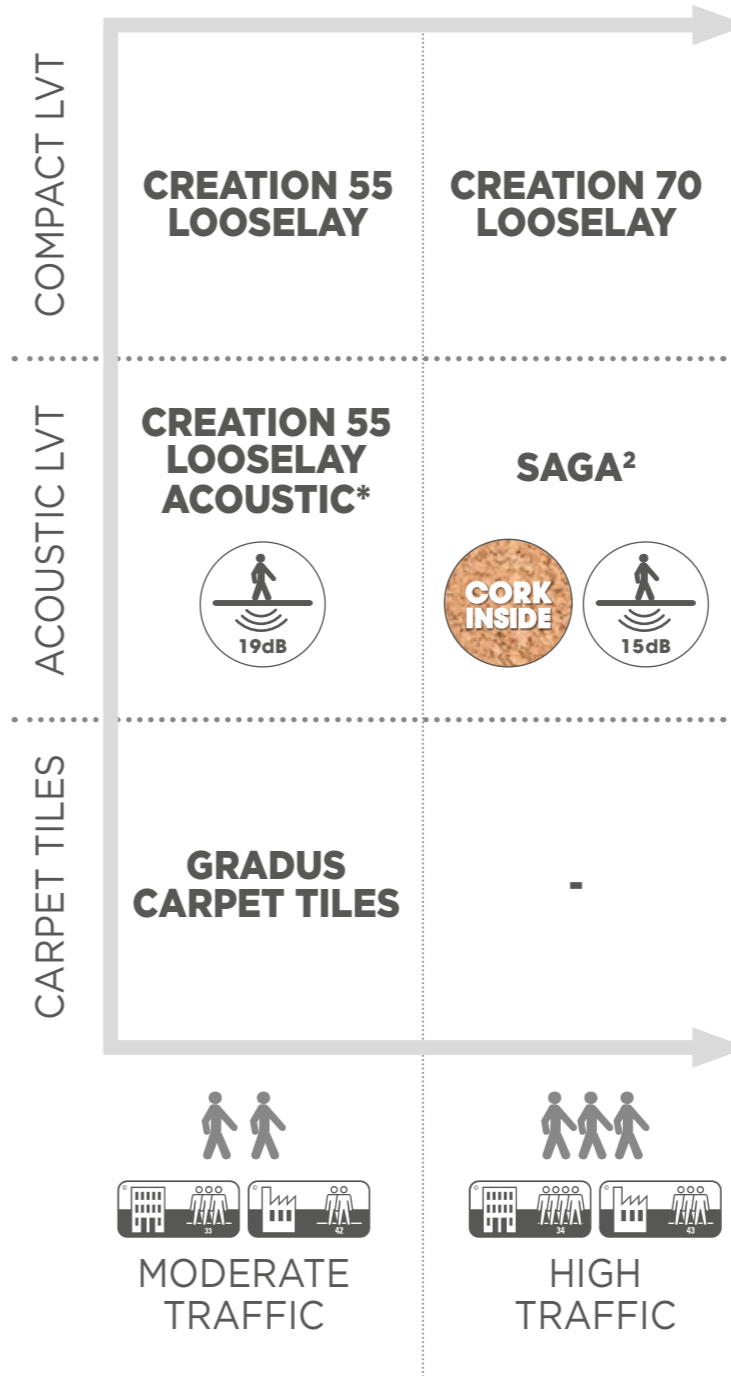 COMPACT LVT
CREATION 55
LOOSELAY
CREATION 70
LOOSELAY
ACOUSTIC LVT
CREATION 55
LOOSELAY
ACOUSTIC*
19dB
SAGA²
CORK
INSIDE
15dB
CARPET TILES
GRADUS
CARPET TILES
-
©
33
©
42
MODERATE
TRAFFIC
©
34
©
43
HIGH
TRAFFIC